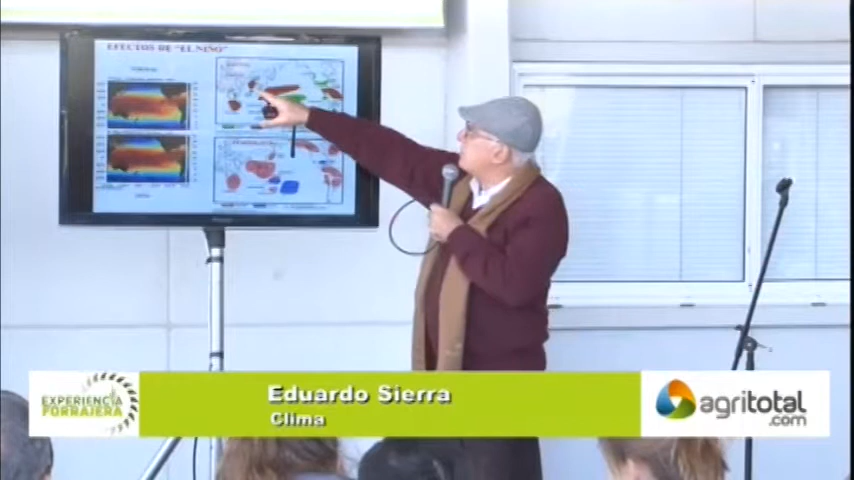 EFECTOS DE "EL NIÑO"
EXPERIENCIA
FORRAJERA
Eduardo Sierra
Clima
agritotal
.com